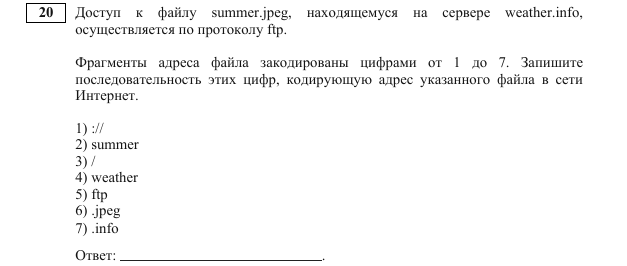 20
Доступ к файлу summer.jpeg, находящемуся на сервере weather.info,
осуществляется по протоколу ftp.
Фрагменты адреса файла закодированы цифрами от 1 до 7. Запишите
последовательность этих цифр, кодирующую адрес указанного файла в сети
Интернет.
1) ://
2) summer
3) /
4) weather
5) ftp
6) .jpeg
7) .info
Ответ: ______________________________.